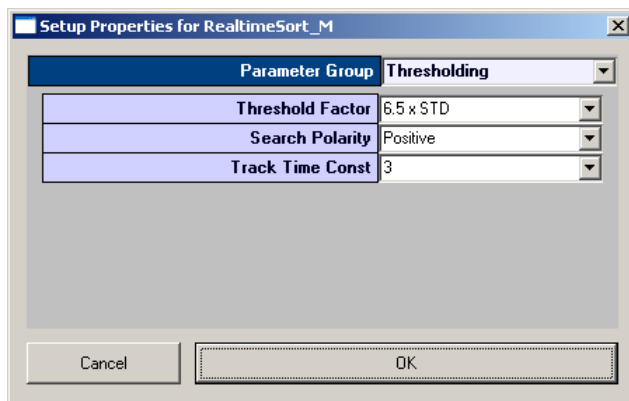 Setup Properties for RealtimeSort_M
Parameter Group Thresholding
Threshold Factor 6.5 x STD
Search Polarity Positive
Track Time Const 3
Cancel OK